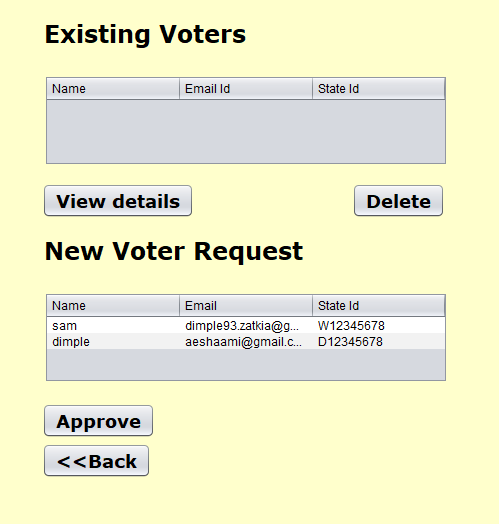 Existing Voters
Name Email Id State Id
View details Delete
New Voter Request
Name Email State Id
sam dimple93.zatkia@g... W12345678
dimple aeshaami@gmail.c... D12345678
Approve
<<Back